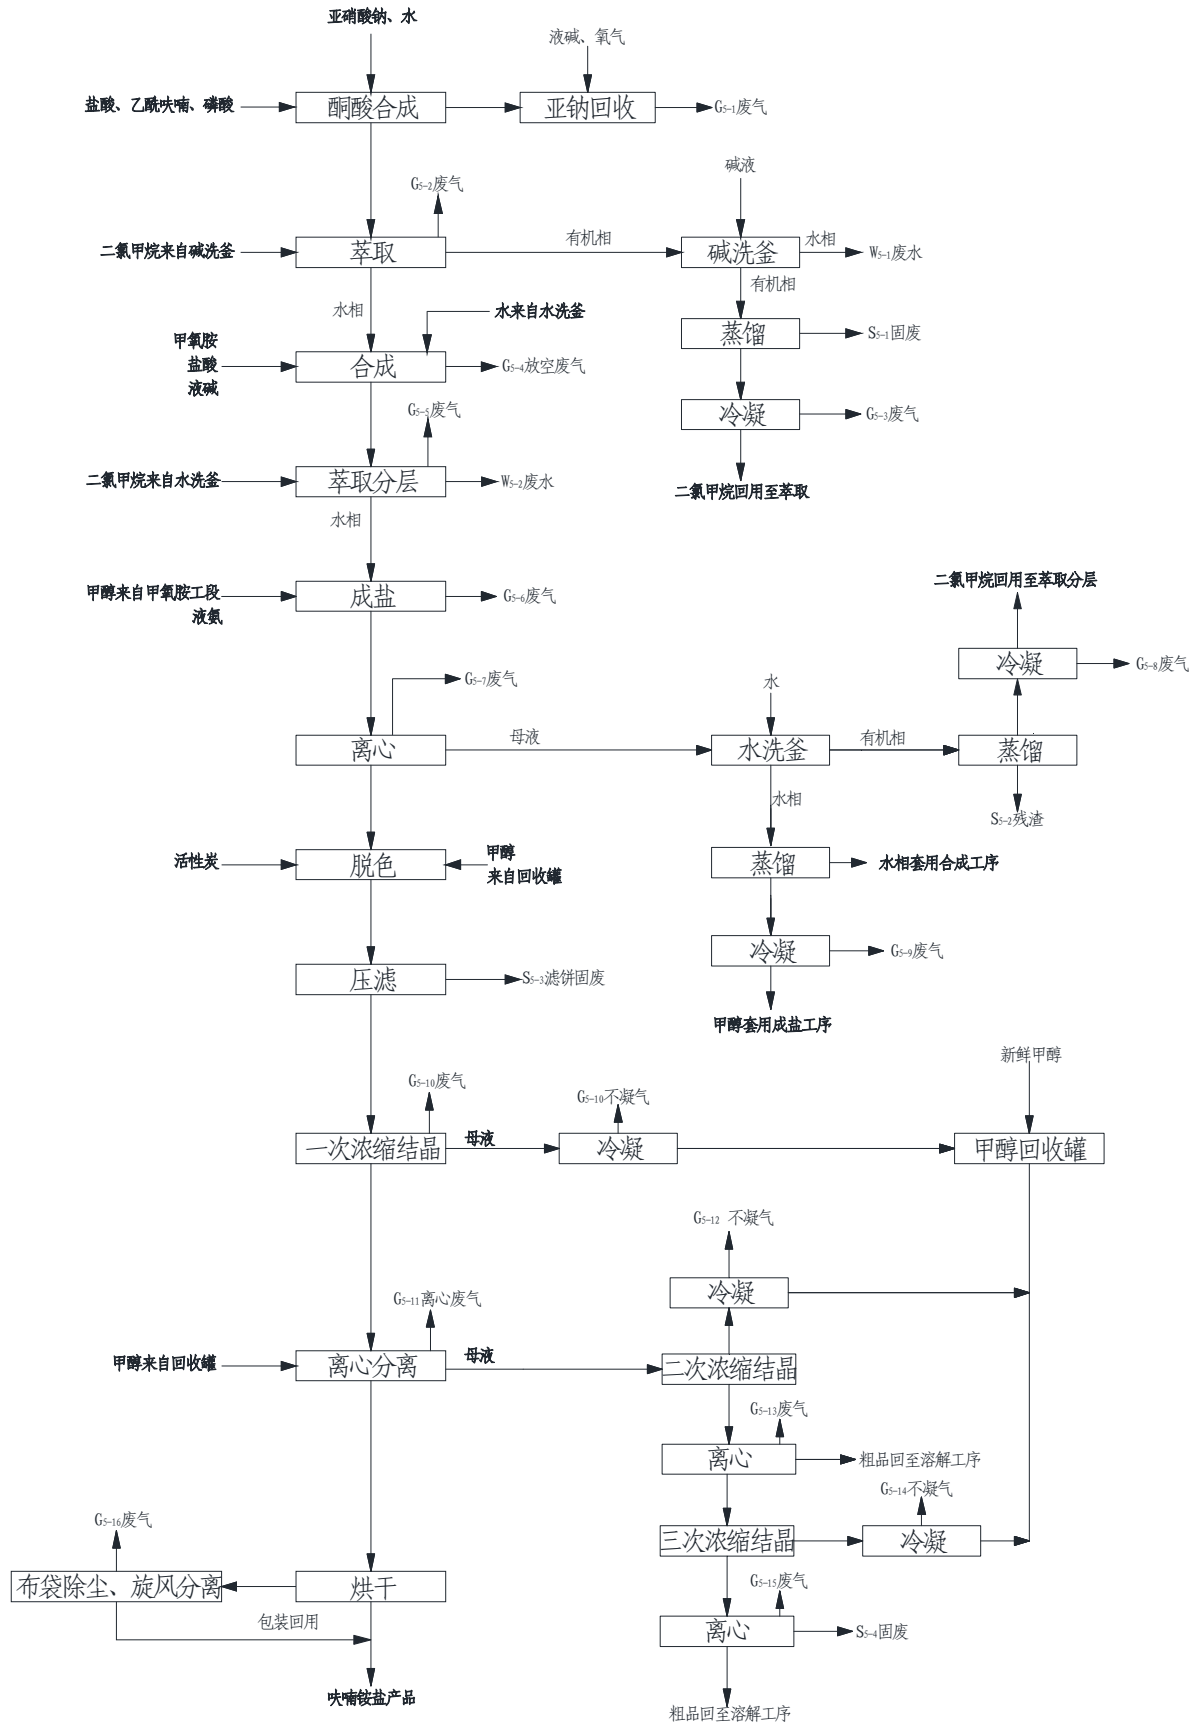 亚硝酸钠、水
液碱、氧气
盐酸、乙酰呋喃、磷酸
酮酸合成
亚钠回收
G5-1废气
G5-2废气
碱液
二氯甲烷来自碱洗釜
萃取
有机相
碱洗釜
水相
W5-1废水
有机相
水相
水来自水洗釜
甲氧胺
盐酸
液碱
合成
G5-4放空废气
蒸馏
S5-1固废
G5-5废气
冷凝
G5-3废气
二氯甲烷来自水洗釜
萃取分层
W5-2废水
二氯甲烷回用至萃取
水相
甲醇来自甲氧胺工段
液氨
成盐
G5-6废气
二氯甲烷回用至萃取分层
冷凝
G5-8废气
G5-7废气
水
离心
母液
水洗釜
有机相
蒸馏
水相
S5-2残渣
活性炭
脱色
甲醇
来自回收罐
蒸馏
水相套用合成工序
冷凝
G5-9废气
压滤
S5-3滤饼固废
甲醇套用成盐工序
新鲜甲醇
G5-10废气
G5-10不凝气
一次浓缩结晶
母液
冷凝
甲醇回收罐
G5-12 不凝气
冷凝
G5-11离心废气
甲醇来自回收罐
离心分离
母液
二次浓缩结晶
G5-13废气
离心
粗品回至溶解工序
G5-14不凝气
三次浓缩结晶
冷凝
G5-16废气
布袋除尘、旋风分离
烘干
G5-15废气
包装回用
离心
S5-4固废
呋喃铵盐产品
粗品回至溶解工序